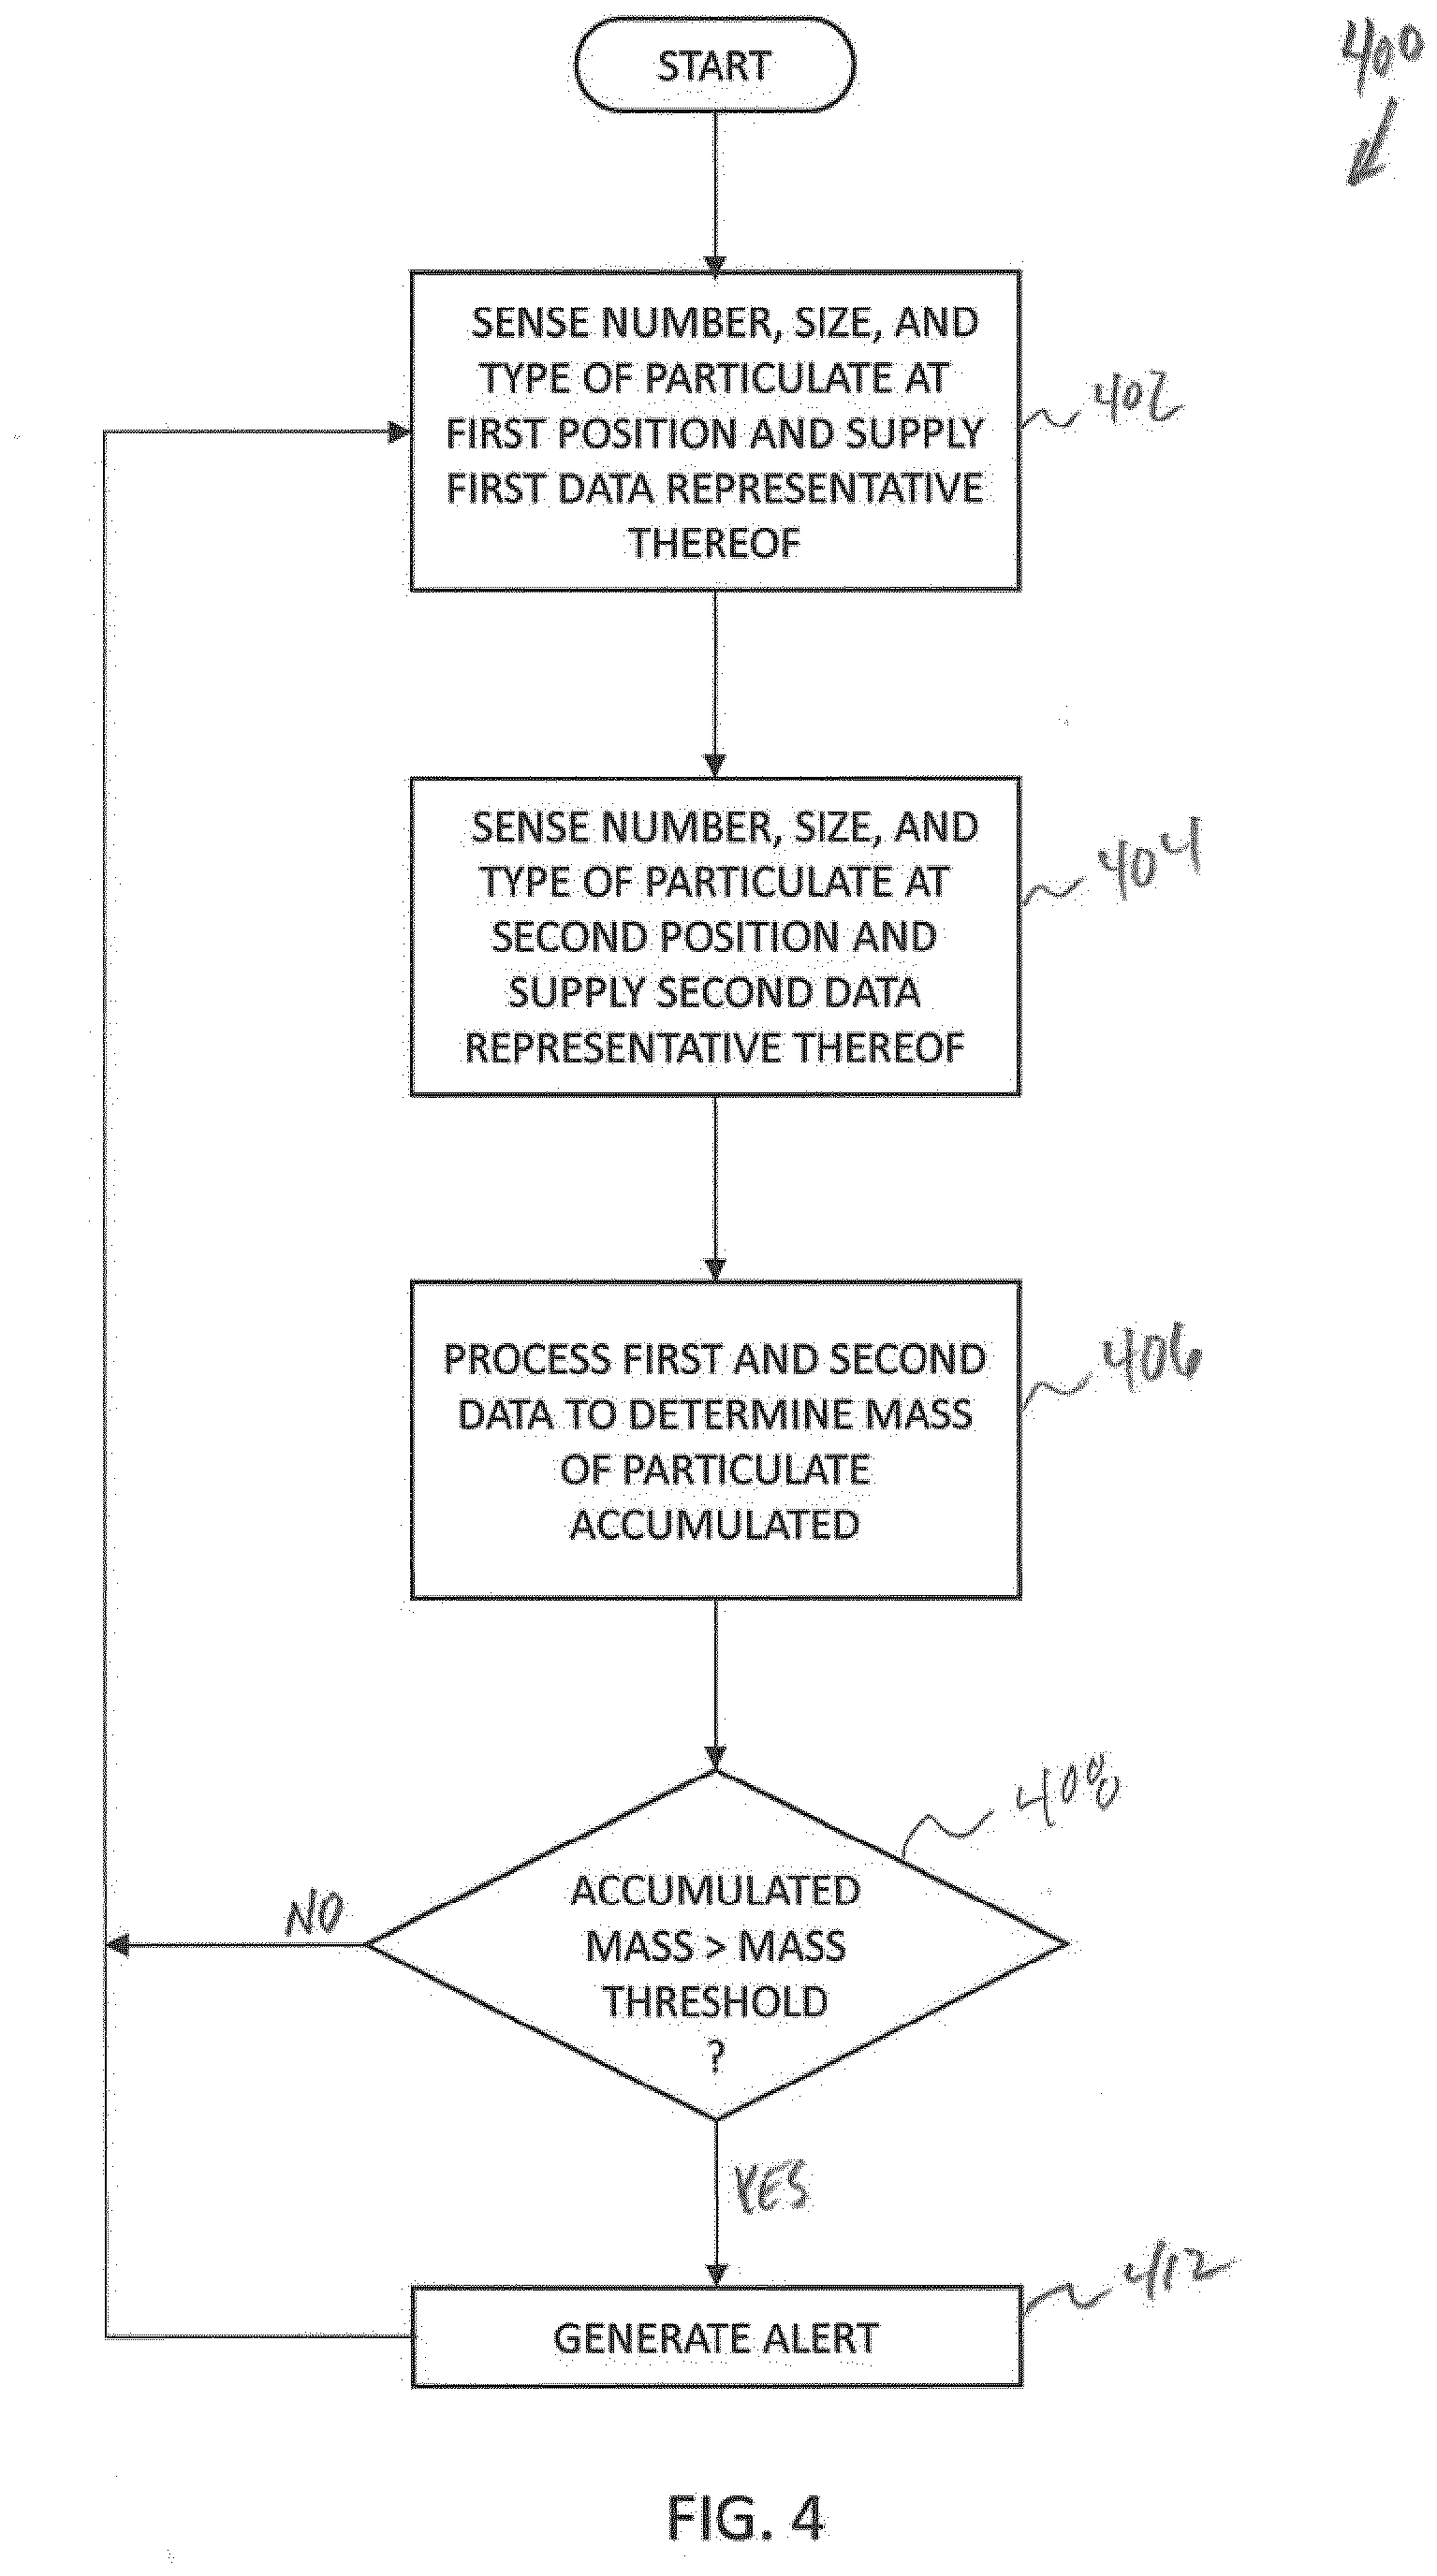 START
400
SENSE NUMBER, SIZE, AND
TYPE OF PARTICULATE AT
FIRST POSITION AND SUPPLY
FIRST DATA REPRESENTATIVE
THEREOF
402
SENSE NUMBER, SIZE, AND
TYPE OF PARTICULATE AT
SECOND POSITION AND
SUPPLY SECOND DATA
REPRESENTATIVE THEREOF
404
PROCESS FIRST AND SECOND
DATA TO DETERMINE MASS
OF PARTICULATE
ACCUMULATED
406
408
NO
ACCUMULATED
MASS > MASS
THRESHOLD
?
YES
412
GENERATE ALERT
FIG. 4